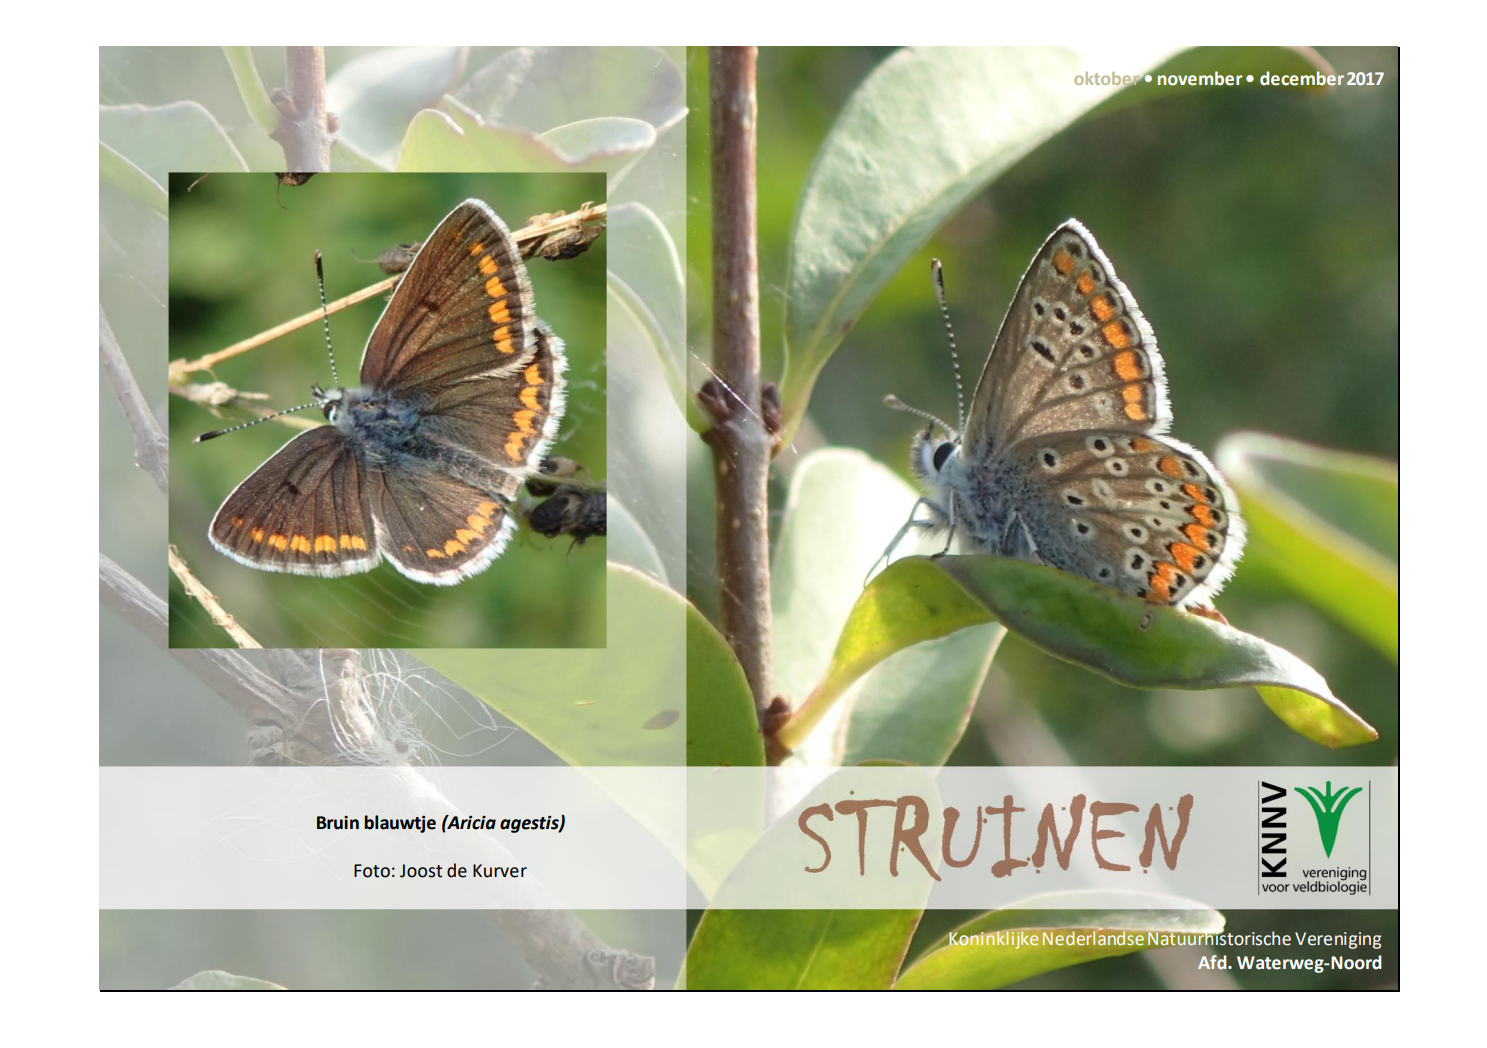 oktober • november • december 2017
Bruin blauwtje (Aricia agestis)
Foto: Joost de Kurver
STRUINEN
KNNV
vereniging
voor veldbiologie
Koninklijke Nederlandse Natuurhistorische Vereniging
Afd. Waterweg-Noord